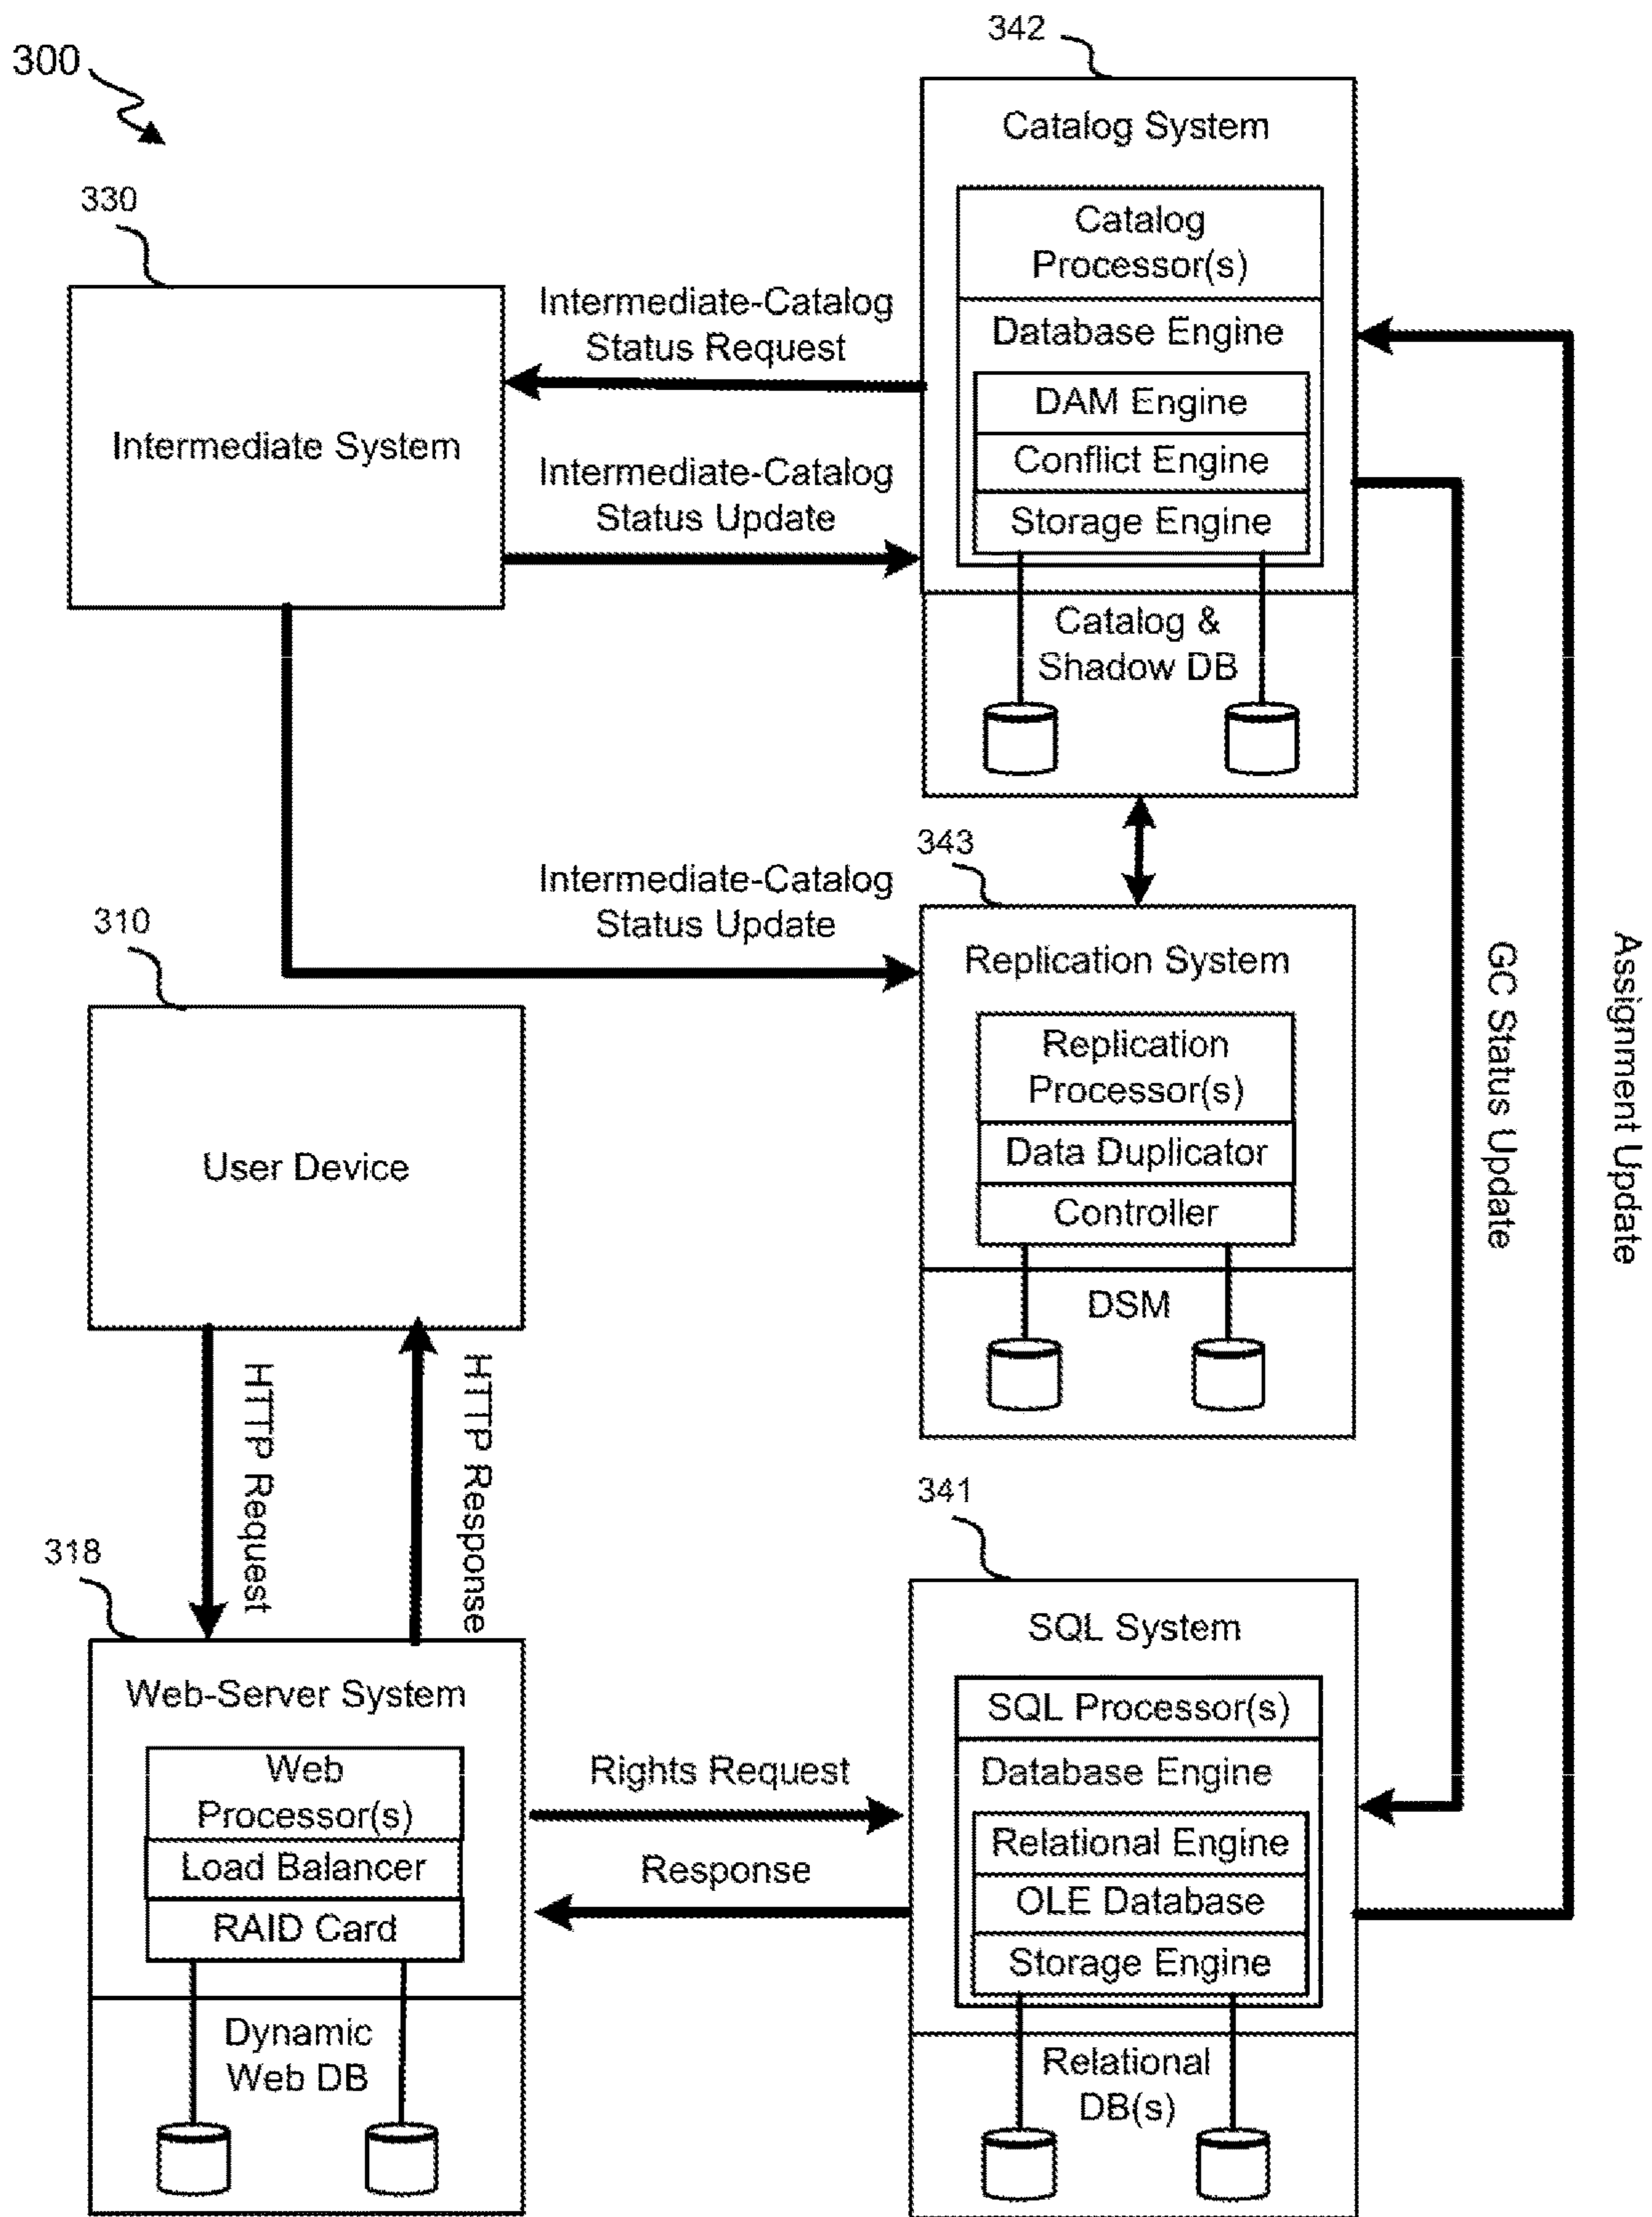 300
342
Catalog System
Catalog
Processor(s)
Database Engine
DAM Engine
Conflict Engine
Storage Engine
Catalog &
Shadow DB
330
Intermediate System
Intermediate-Catalog
Status Request
Intermediate-Catalog
Status Update
Intermediate-Catalog
Status Update
343
Replication System
Replication
Processor(s)
Data Duplicator
Controller
DSM
GC Status Update
Assignment Update
310
User Device
HTTP Request
HTTP Response
318
Web-Server System
Web
Processor(s)
Load Balancer
RAID Card
Dynamic
Web DB
Rights Request
Response
341
SQL System
SQL Processor(s)
Database Engine
Relational Engine
OLE Database
Storage Engine
Relational
DB(s)